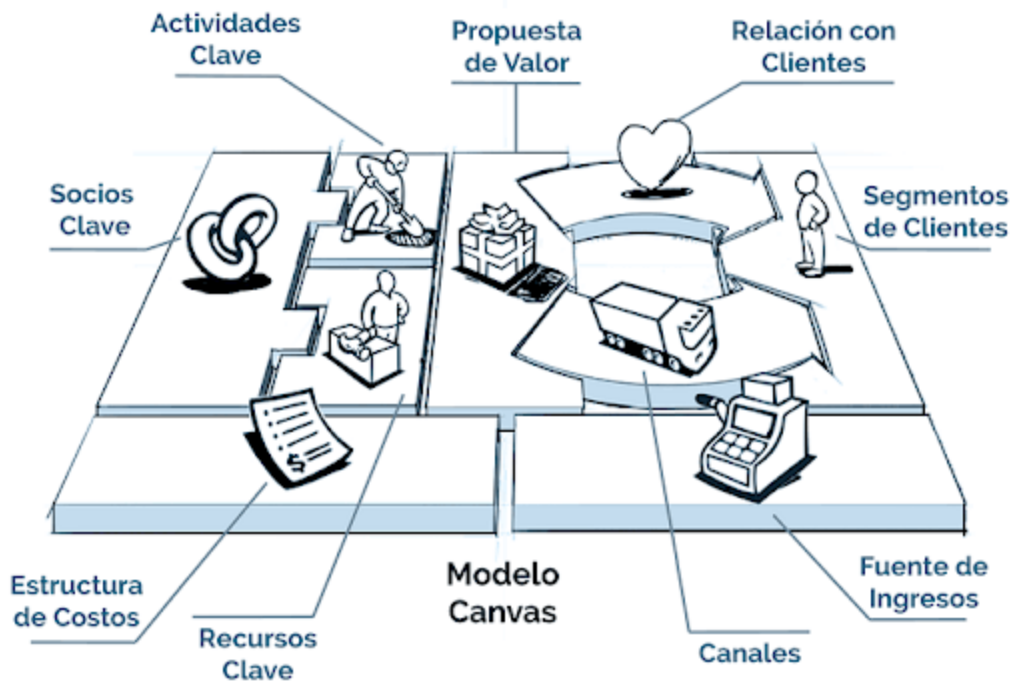 Actividades
Clave
Propuesta
de Valor
Relación con
Clientes
Socios
Clave
Segmentos
de Clientes
Estructura
de Costos
Recursos
Clave
Modelo
Canvas
Canales
Fuente de
Ingresos